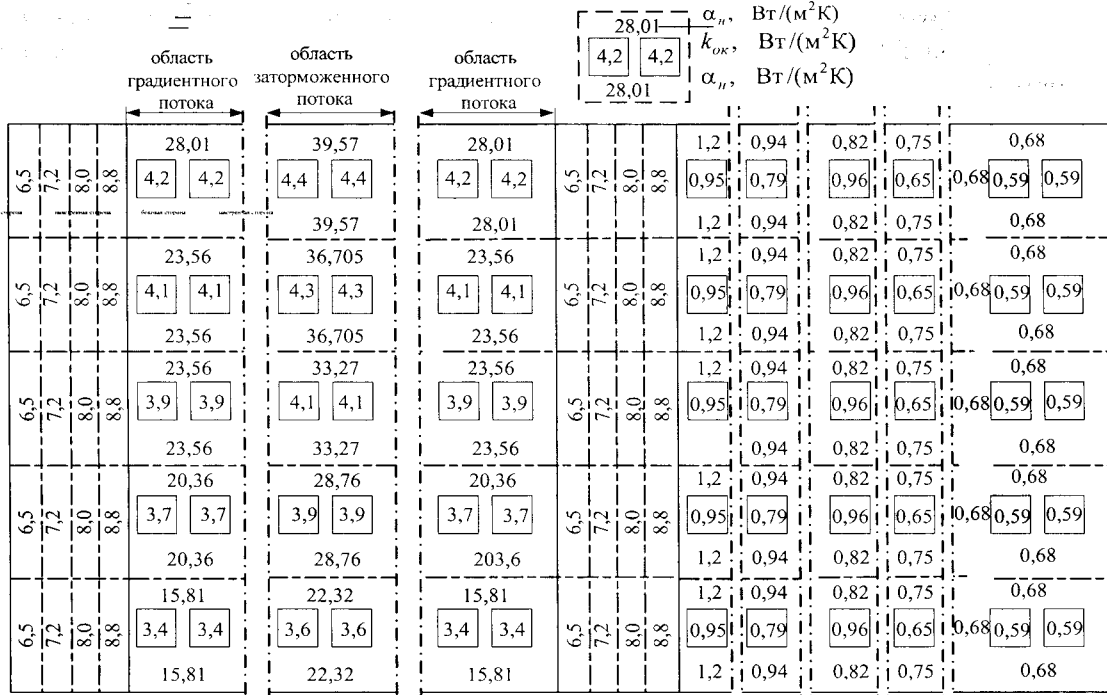 28,01 αн, Вт/(м²К)
4,2 4,2 kок, Вт/(м²К)
28,01 αн, Вт/(м²К)
область градиентного потока
область заторможенного потока
область градиентного потока
28,01 39,57 28,01 1,2 0,94 0,82 0,75 0,68
6,5 7,2 8,0 8,8 4,2 4,2 4,4 4,4 4,2 4,2 6,5 7,2 8,0 8,8 0,95 0,79 0,96 0,65 0,68 0,59 0,59
боковая сторона
39,57 28,01 1,2 0,94 0,82 0,75 0,68
23,56 36,705 23,56 1,2 0,94 0,82 0,75 0,68
6,5 7,2 8,0 8,8 4,1 4,1 4,3 4,3 4,1 4,1 6,5 7,2 8,0 8,8 0,95 0,79 0,96 0,65 0,68 0,59 0,59
23,56 36,705 23,56 1,2 0,94 0,82 0,75 0,68
23,56 33,27 23,56 1,2 0,94 0,82 0,75 0,68
6,5 7,2 8,0 8,8 3,9 3,9 4,1 4,1 3,9 3,9 6,5 7,2 8,0 8,8 0,95 0,79 0,96 0,65 0,68 0,59 0,59
23,56 33,27 23,56 0,94 0,82 0,75 0,68
20,36 28,76 20,36 1,2 0,94 0,82 0,75 0,68
6,5 7,2 8,0 8,8 3,7 3,7 3,9 3,9 3,7 3,7 6,5 7,2 8,0 8,8 0,95 0,79 0,96 0,65 0,68 0,59 0,59
20,36 28,76 203,6 1,2 0,94 0,82 0,75 0,68
15,81 22,32 15,81 1,2 0,94 0,82 0,75 0,68
6,5 7,2 8,0 8,8 3,4 3,4 3,6 3,6 3,4 3,4 6,5 7,2 8,0 8,8 0,95 0,79 0,96 0,65 0,68 0,59 0,59
15,81 22,32 15,81 1,2 0,94 0,82 0,75 0,68